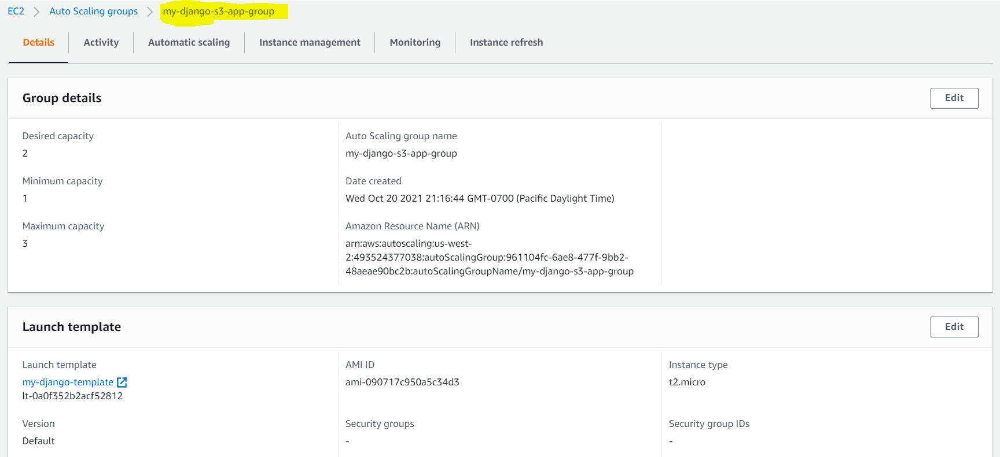 EC2 > Auto Scaling groups > my-django-s3-app-group
Details Activity Automatic scaling Instance management Monitoring Instance refresh
Group details Edit
Desired capacity
2
Minimum capacity
1
Maximum capacity
3
Auto Scaling group name
my-django-s3-app-group
Date created
Wed Oct 20 2021 21:16:44 GMT-0700 (Pacific Daylight Time)
Amazon Resource Name (ARN)
arn:aws:autoscaling:us-west-
2:493524377038:autoScalingGroup:961104fc-6ae8-477f-9bb2-
48aeae90bc2b:autoScalingGroupName/my-django-s3-app-group
Launch template Edit
Launch template
my-django-template
lt-0a0f352b2acf52812
Version
Default
AMI ID
ami-090717c950a5c34d3
Security groups
-
Instance type
t2.micro
Security group IDs
-